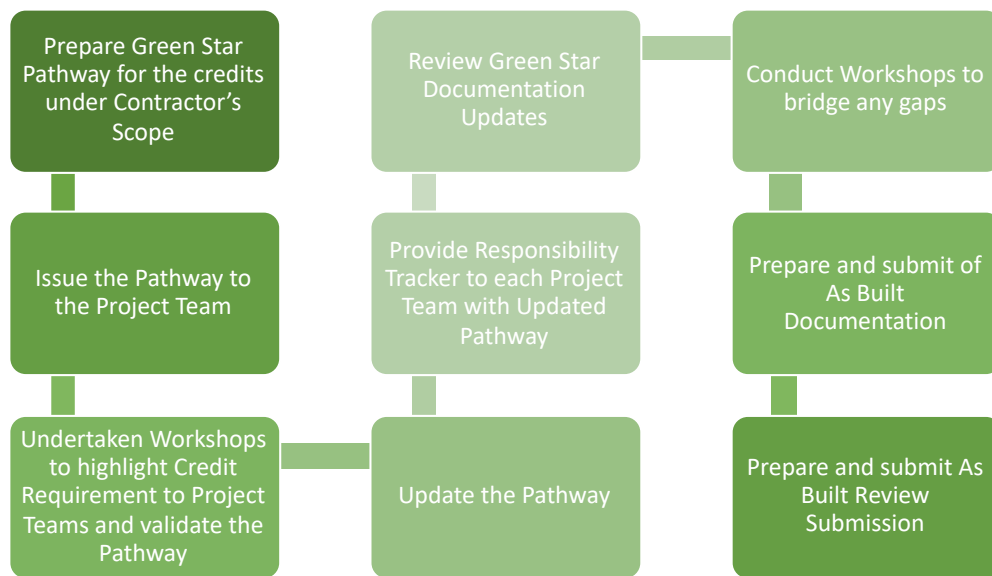 Prepare Green Star
Pathway for the credits
under Contractor's
Scope
Issue the Pathway to
the Project Team
Undertaken Workshops
to highlight Credit
Requirement to Project
Teams and validate the
Pathway
Update the Pathway
Provide Responsibility
Tracker to each Project
Team with Updated
Pathway
Review Green Star
Documentation
Updates
Conduct Workshops to
bridge any gaps
Prepare and submit of
As Built
Documentation
Prepare and submit As
Built Review
Submission